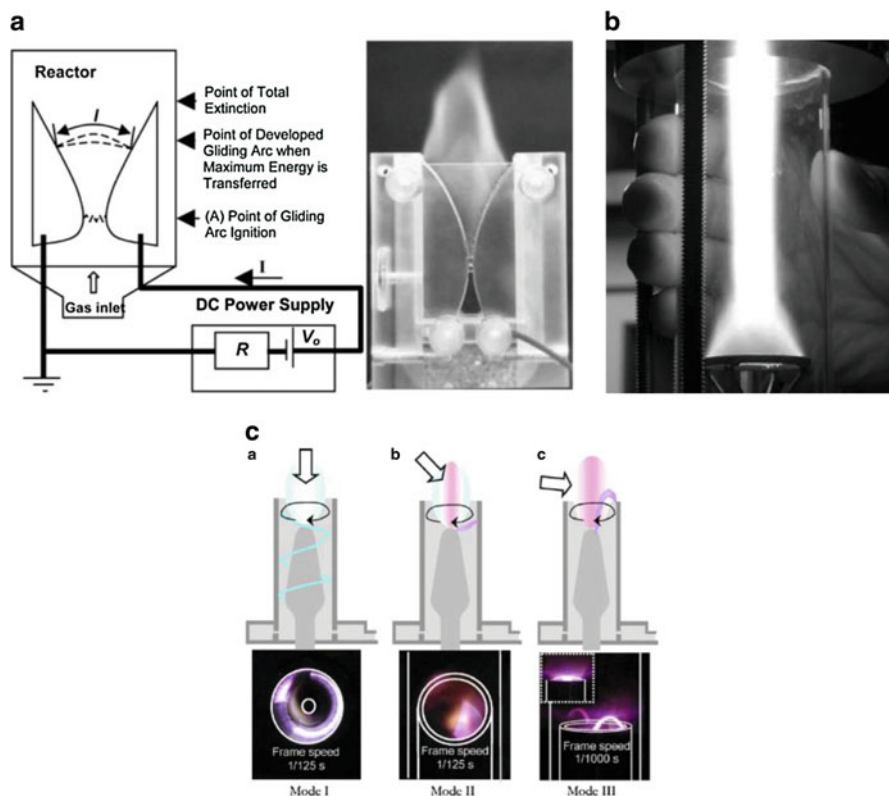 a
Reactor
I
Point of Total
Extinction
Point of Developed
Gliding Arc when
Maximum Energy is
Transferred
(A) Point of Gliding
Arc Ignition
Gas inlet
I
DC Power Supply
R
Vo
b
c
a
b
c
Frame speed
1/125 s
Mode I
Frame speed
1/125 s
Mode II
Frame speed
1/1000 s
Mode III